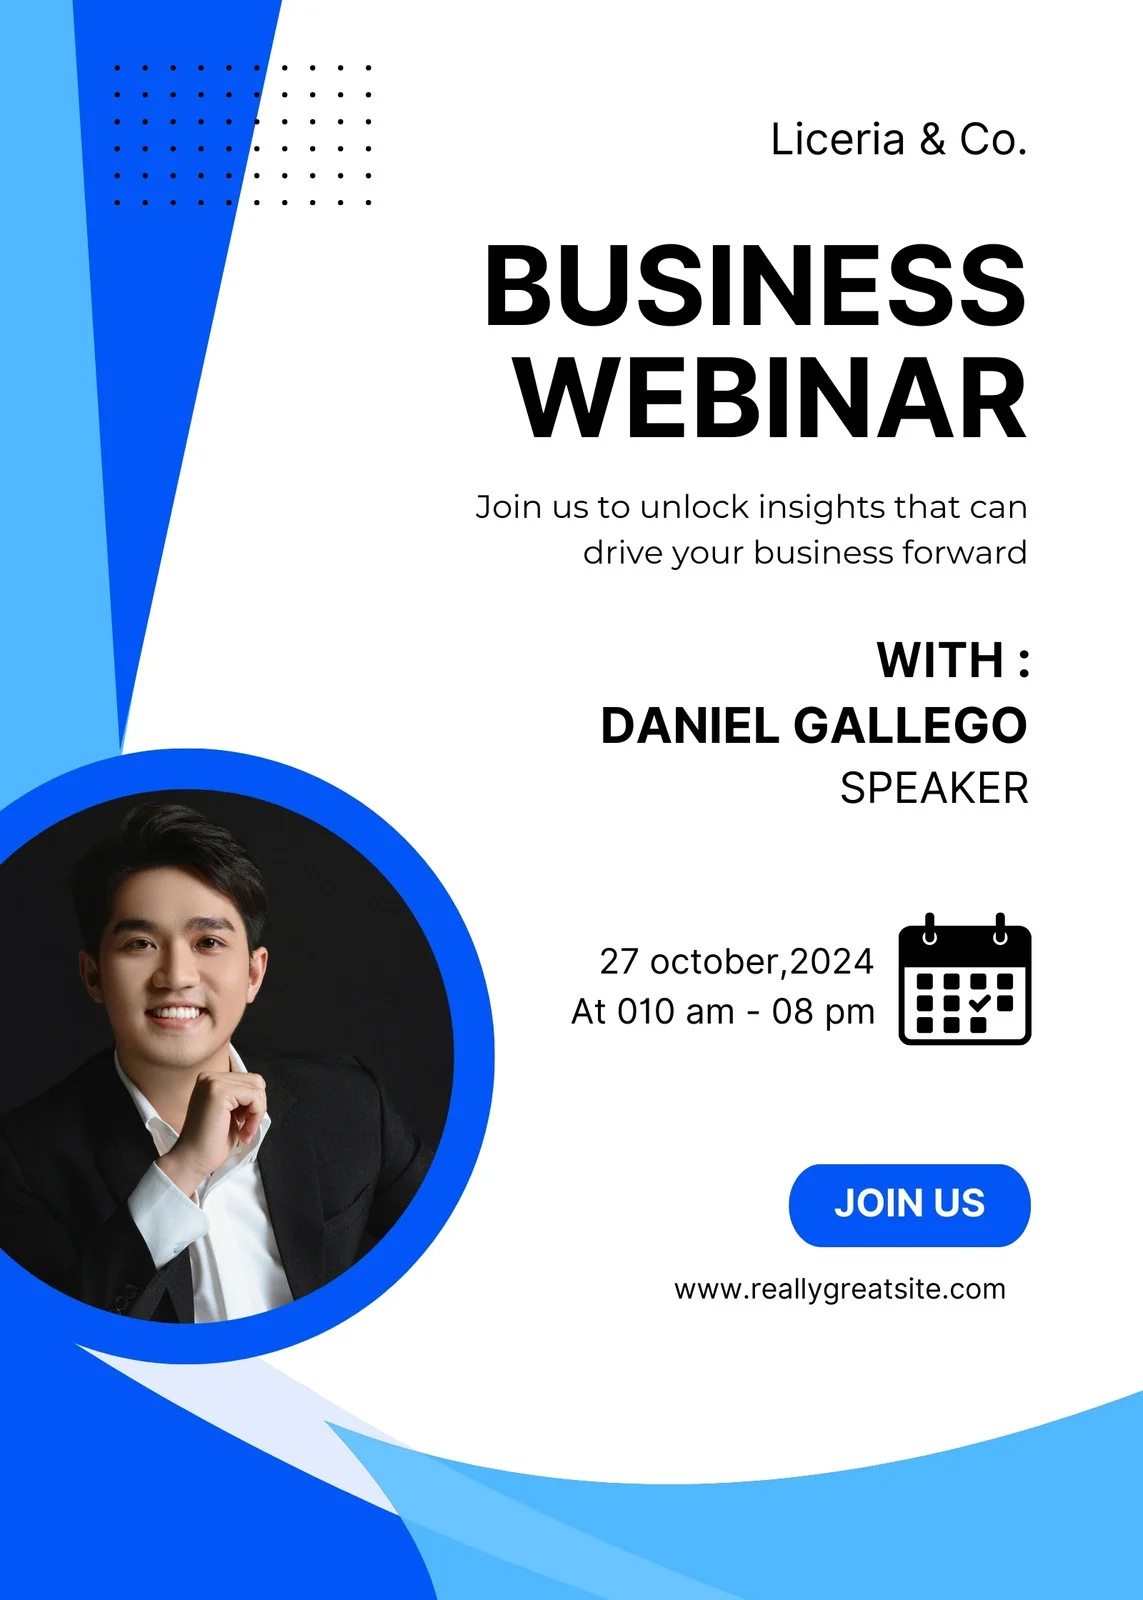 Liceria & Co.
BUSINESS
WEBINAR
Join us to unlock insights that can
drive your business forward
WITH :
DANIEL GALLEGO
SPEAKER
27 october,2024
At 010 am - 08 pm
JOIN US
www.reallygreatsite.com